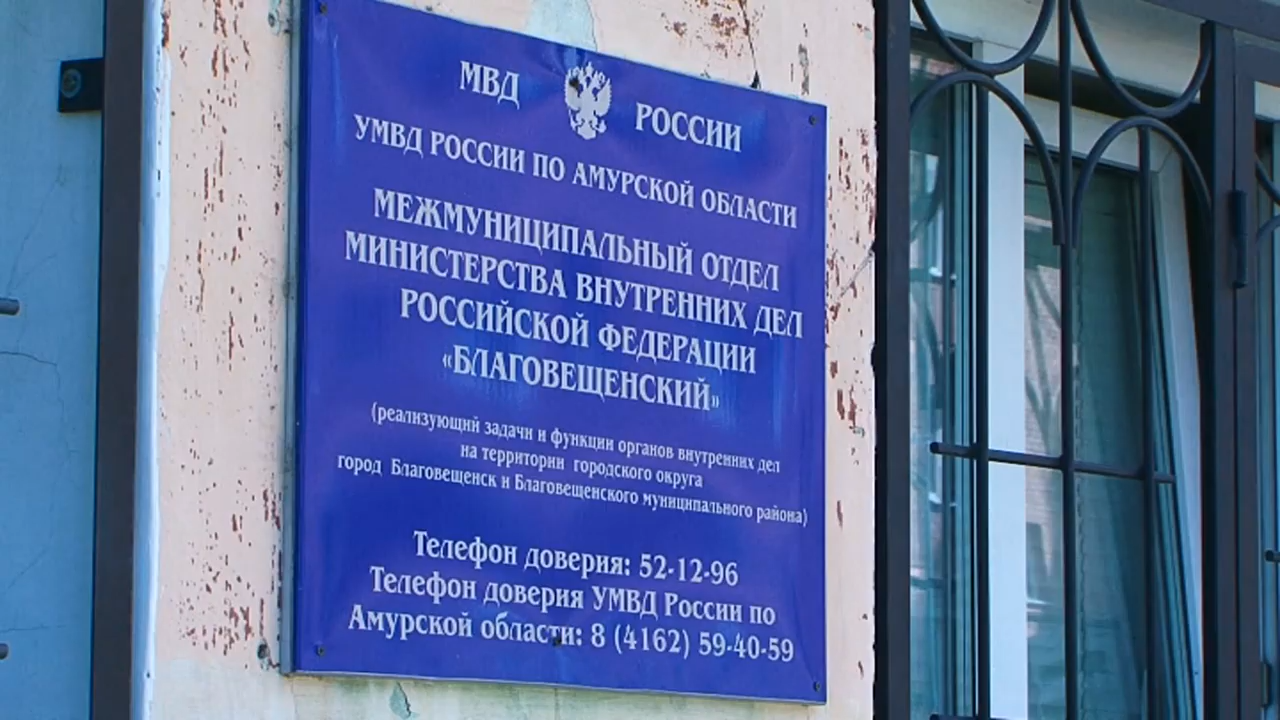 МВД РОССИИ
УМВД РОССИИ ПО АМУРСКОЙ ОБЛАСТИ
МЕЖМУНИЦИПАЛЬНЫЙ ОТДЕЛ
МИНИСТЕРСТВА ВНУТРЕННИХ ДЕЛ
РОССИЙСКОЙ ФЕДЕРАЦИИ
«БЛАГОВЕЩЕНСКИЙ»
(реализующий задачи и функции органов внутренних дел
на территории городского округа
город Благовещенск и Благовещенского муниципального района)
Телефон доверия: 52-12-96
Телефон доверия УМВД России по
Амурской области: 8 (4162) 59-40-59